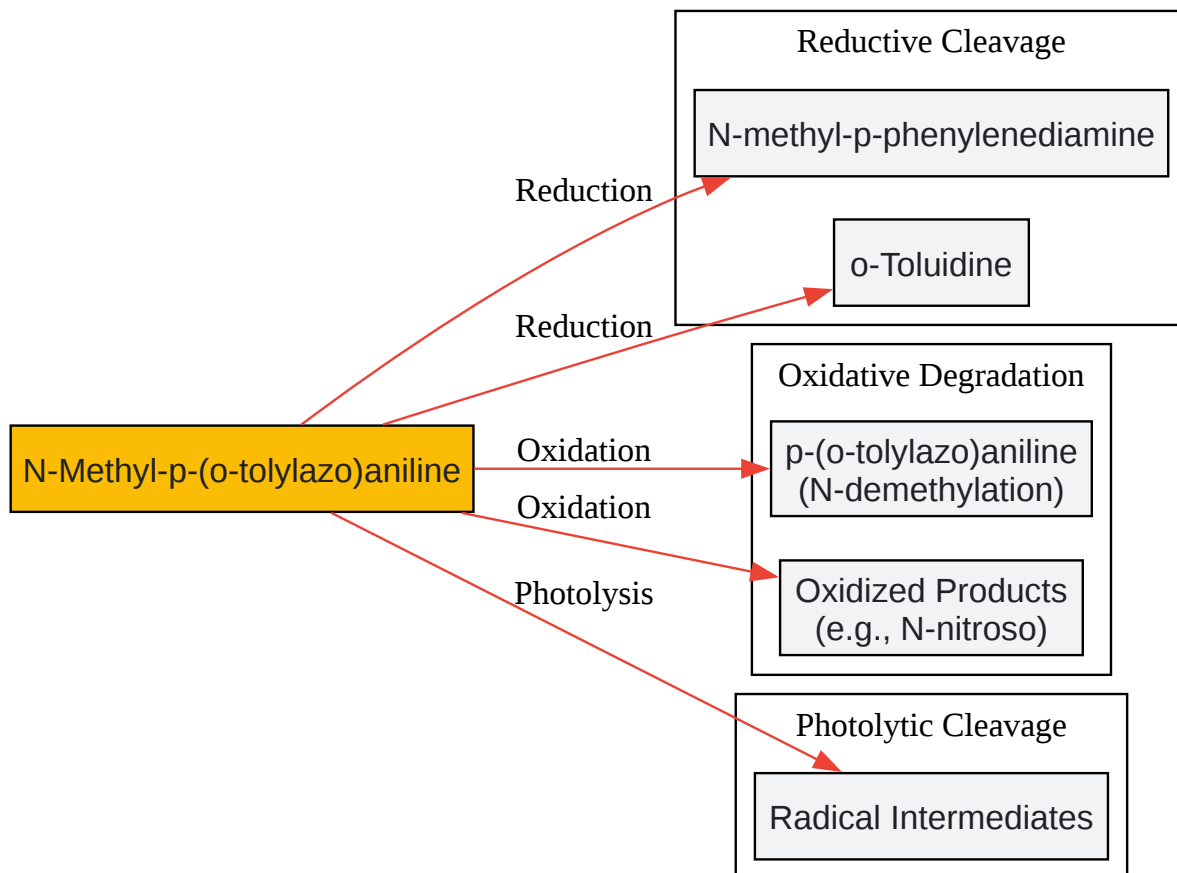 Reductive Cleavage
N-methyl-p-phenylenediamine
Reduction
o-Toluidine
Reduction
Oxidative Degradation
N-Methyl-p-(o-tolylazo)aniline
Oxidation
p-(o-tolylazo)aniline
(N-demethylation)
Oxidation
Oxidized Products
(e.g., N-nitroso)
Photolysis
Photolytic Cleavage
Radical Intermediates